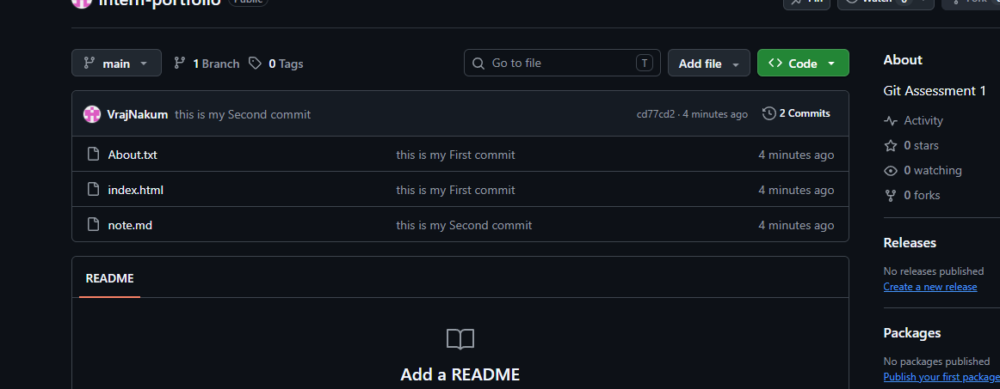 intern-portfolio Public
Pin Watch 0 Fork
main 1 Branch 0 Tags Go to file T Add file Code
VrajNakum this is my Second commit cd77cd2 · 4 minutes ago 2 Commits
About.txt this is my First commit 4 minutes ago
index.html this is my First commit 4 minutes ago
note.md this is my Second commit 4 minutes ago
README
Add a README
About
Git Assessment 1
Activity
0 stars
0 watching
0 forks
Releases
No releases published
Create a new release
Packages
No packages published
Publish your first package